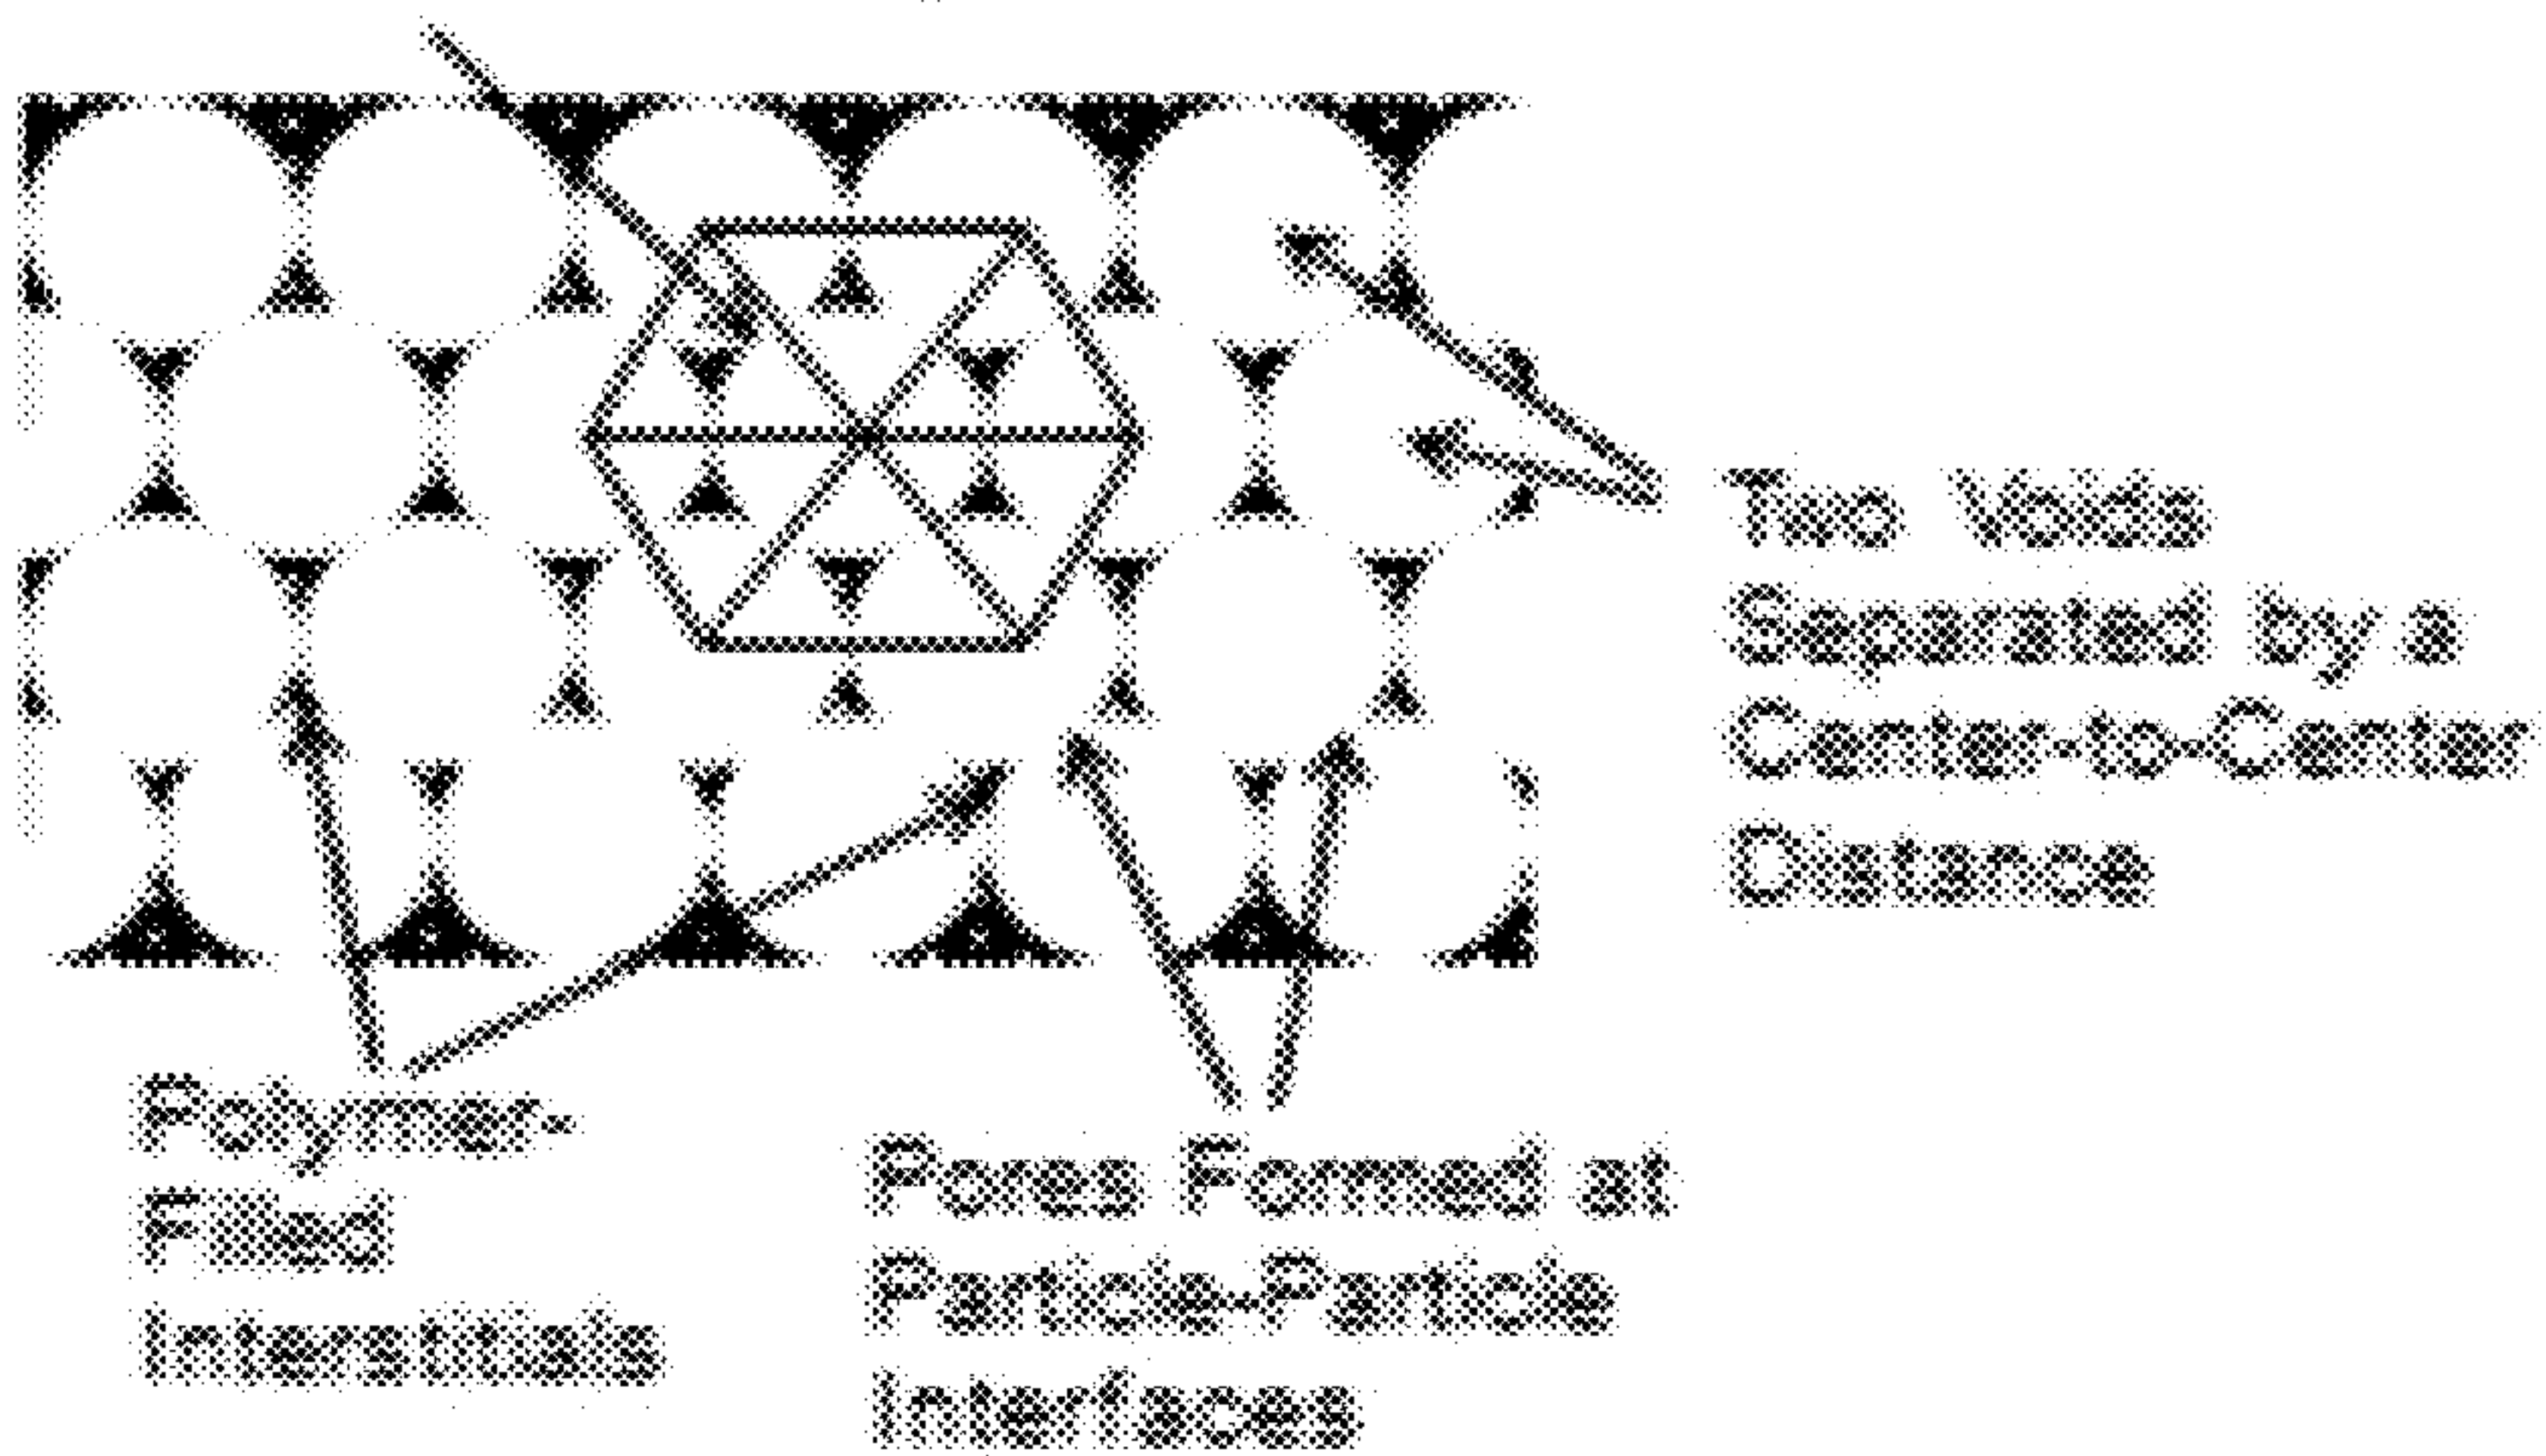 Two Voids
Separated by a
Center-to-Center
Distance
Polymer-
Filled
Interstitials
Pores Formed at
Particle-Particle
Interfaces